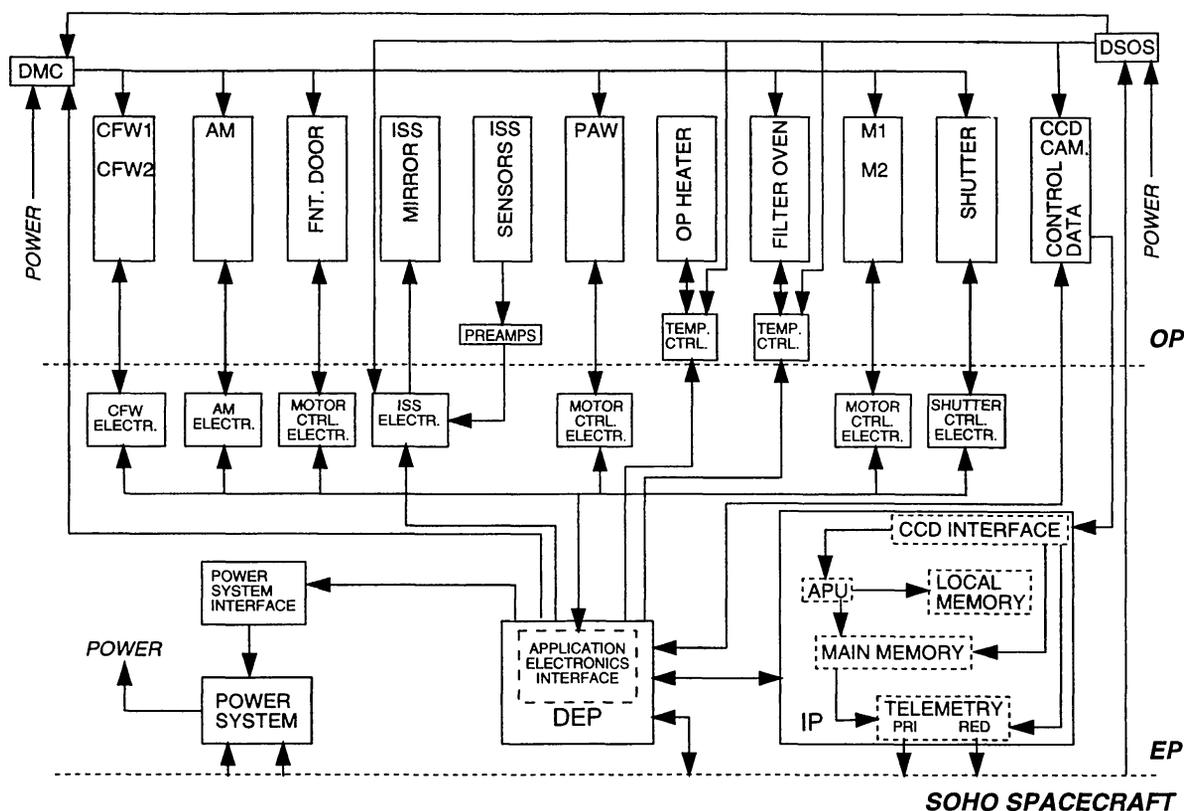 DSOS
DMC
CFW1
CFW2
AM
FNT. DOOR
ISS
MIRROR
ISS
SENSORS
PAW
OP HEATER
FILTER OVEN
M1
M2
SHUTTER
CCD
CAM.
CONTROL
DATA
POWER
POWER
PREAMPS
TEMP.
CTRL.
TEMP.
CTRL.
OP
CFW
ELECTR.
AM
ELECTR.
MOTOR
CTRL.
ELECTR.
ISS
ELECTR.
MOTOR
CTRL.
ELECTR.
MOTOR
CTRL.
ELECTR.
SHUTTER
CTRL.
ELECTR.
CCD INTERFACE
POWER
SYSTEM
INTERFACE
APU
LOCAL
MEMORY
POWER
APPLICATION
ELECTRONICS
INTERFACE
MAIN MEMORY
POWER
SYSTEM
DEP
IP
TELEMETRY
PRI RED
EP
SOHO SPACECRAFT